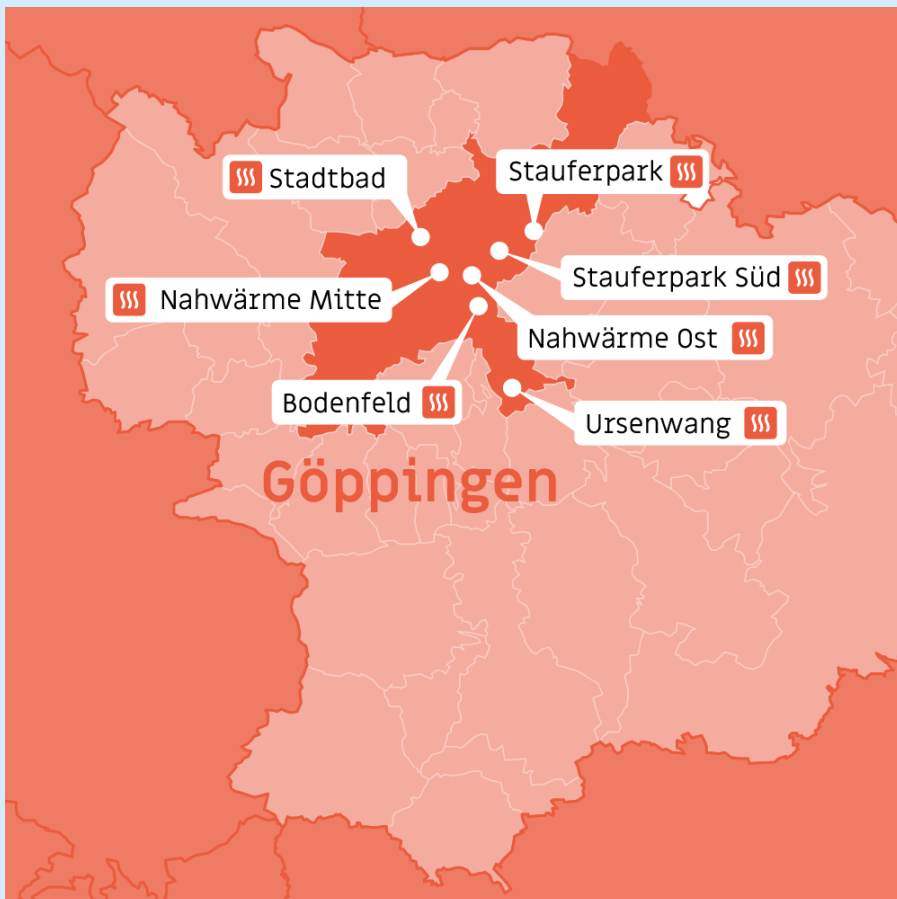 Stadtbad
Stauferpark
Stauferpark Süd
Nahwärme Mitte
Nahwärme Ost
Bodenfeld
Ursenwang
Göppingen